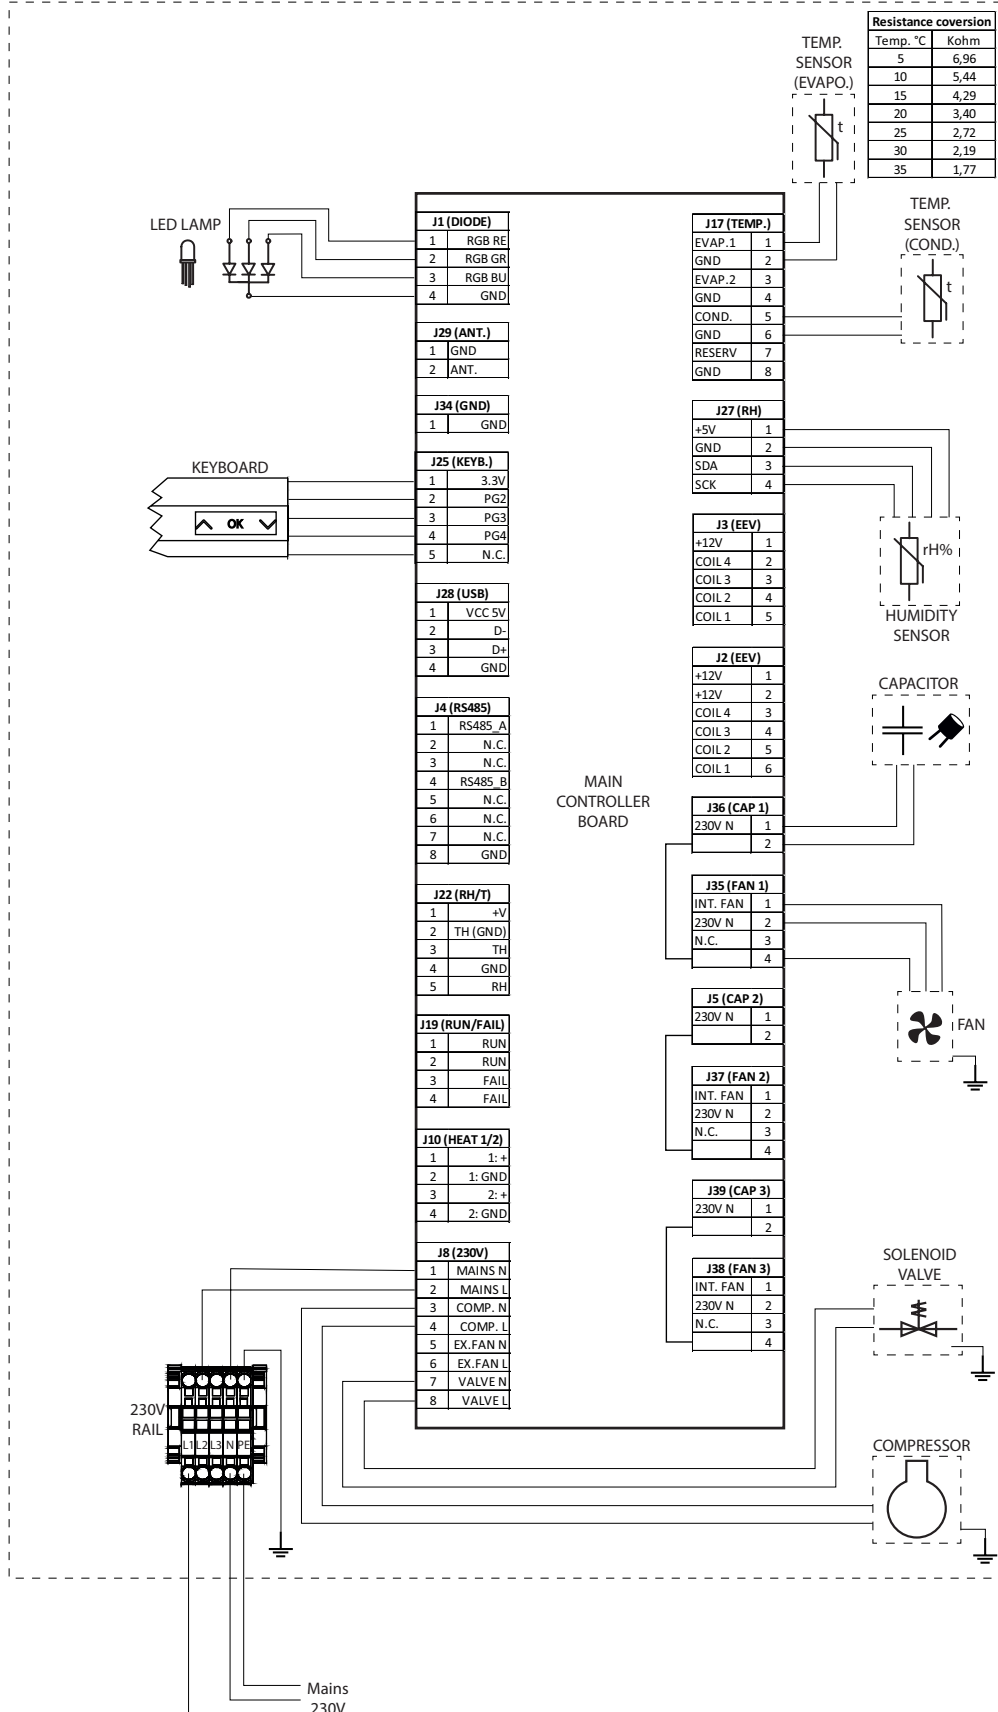 Resistance coversion
Temp. °C Kohm
5 6,96
10 5,44
15 4,29
20 3,40
25 2,72
30 2,19
35 1,77
TEMP.
SENSOR
(EVAPO.)
t
TEMP.
SENSOR
(COND.)
t
LED LAMP
J1 (DIODE)
1 RGB RE
2 RGB GR
3 RGB BU
4 GND
J29 (ANT.)
1 GND
2 ANT.
J34 (GND)
1 GND
KEYBOARD
OK
J25 (KEYB.)
1 3.3V
2 PG2
3 PG3
4 PG4
5 N.C.
J28 (USB)
1 VCC 5V
2 D-
3 D+
4 GND
J4 (RS485)
1 RS485_A
2 N.C.
3 N.C.
4 RS485_B
5 N.C.
6 N.C.
7 N.C.
8 GND
J22 (RH/T)
1 +V
2 TH (GND)
3 TH
4 GND
5 RH
J19 (RUN/FAIL)
1 RUN
2 RUN
3 FAIL
4 FAIL
J10 (HEAT 1/2)
1 1: +
2 1: GND
3 2: +
4 2: GND
J8 (230V)
1 MAINS N
2 MAINS L
3 COMP. N
4 COMP. L
5 EX.FAN N
6 EX.FAN L
7 VALVE N
8 VALVE L
MAIN
CONTROLLER
BOARD
J17 (TEMP.)
EVAP.1 1
GND 2
EVAP.2 3
GND 4
COND. 5
GND 6
RESERV 7
GND 8
J27 (RH)
+5V 1
GND 2
SDA 3
SCK 4
rH%
HUMIDITY
SENSOR
J3 (EEV)
+12V 1
COIL 4 2
COIL 3 3
COIL 2 4
COIL 1 5
J2 (EEV)
+12V 1
+12V 2
COIL 4 3
COIL 3 4
COIL 2 5
COIL 1 6
CAPACITOR
J36 (CAP 1)
230V N 1
2
J35 (FAN 1)
INT. FAN 1
230V N 2
N.C. 3
4
FAN
J5 (CAP 2)
230V N 1
2
J37 (FAN 2)
INT. FAN 1
230V N 2
N.C. 3
4
J39 (CAP 3)
230V N 1
2
J38 (FAN 3)
INT. FAN 1
230V N 2
N.C. 3
4
SOLENOID
VALVE
COMPRESSOR
230V
RAIL
L1 L2 L3 N PE
Mains
230V